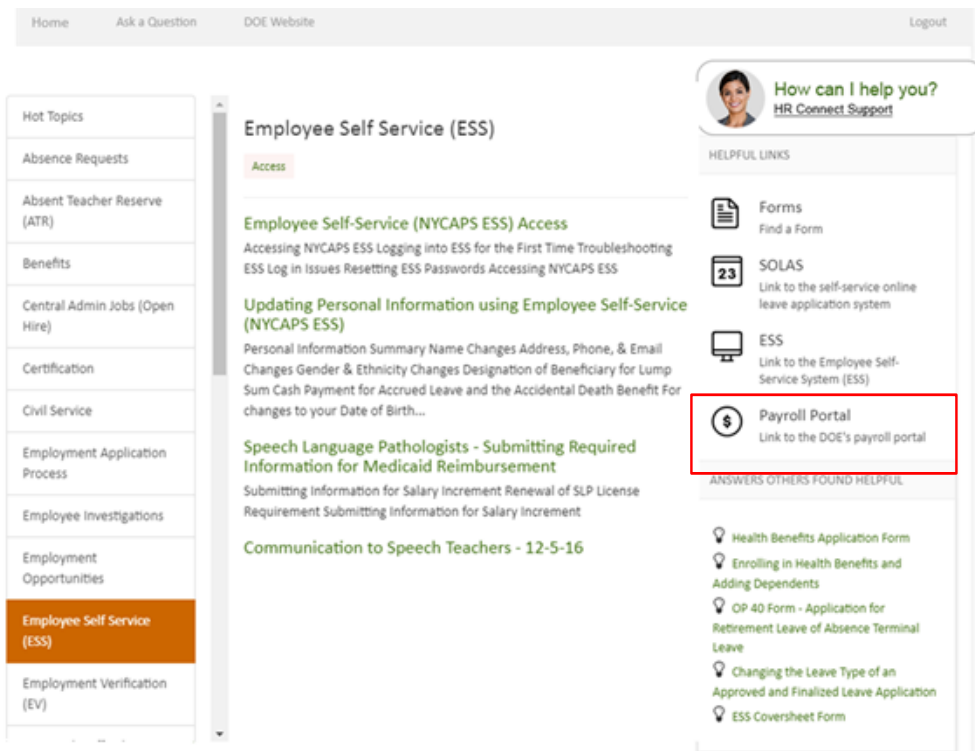 Home
Ask a Question
DOE Website
Logout
Hot Topics
Absence Requests
Absent Teacher Reserve
(ATR)
Benefits
Central Admin Jobs (Open
Hire)
Certification
Civil Service
Employment Application
Process
Employee Investigations
Employment
Opportunities
Employee Self Service
(ESS)
Employment Verification
(EV)
Employee Self Service (ESS)
Access
Employee Self-Service (NYCAPS ESS) Access
Accessing NYCAPS ESS Logging into ESS for the First Time Troubleshooting
ESS Log in Issues Resetting ESS Passwords Accessing NYCAPS ESS
Updating Personal Information using Employee Self-Service
(NYCAPS ESS)
Personal Information Summary Name Changes Address, Phone, & Email
Changes Gender & Ethnicity Changes Designation of Beneficiary for Lump
Sum Cash Payment for Accrued Leave and the Accidental Death Benefit For
changes to your Date of Birth...
Speech Language Pathologists - Submitting Required
Information for Medicaid Reimbursement
Submitting Information for Salary Increment Renewal of SLP License
Requirement Submitting Information for Salary Increment
Communication to Speech Teachers - 12-5-16
How can I help you?
HR Connect Support
HELPFUL LINKS
Forms
Find a Form
23
SOLAS
Link to the self-service online
leave application system
ESS
Link to the Employee Self-
Service System (ESS)
$
Payroll Portal
Link to the DOE's payroll portal
ANSWERS OTHERS FOUND HELPFUL
Health Benefits Application Form
Enrolling in Health Benefits and
Adding Dependents
OP 40 Form - Application for
Retirement Leave of Absence Terminal
Leave
Changing the Leave Type of an
Approved and Finalized Leave Application
ESS Coversheet Form